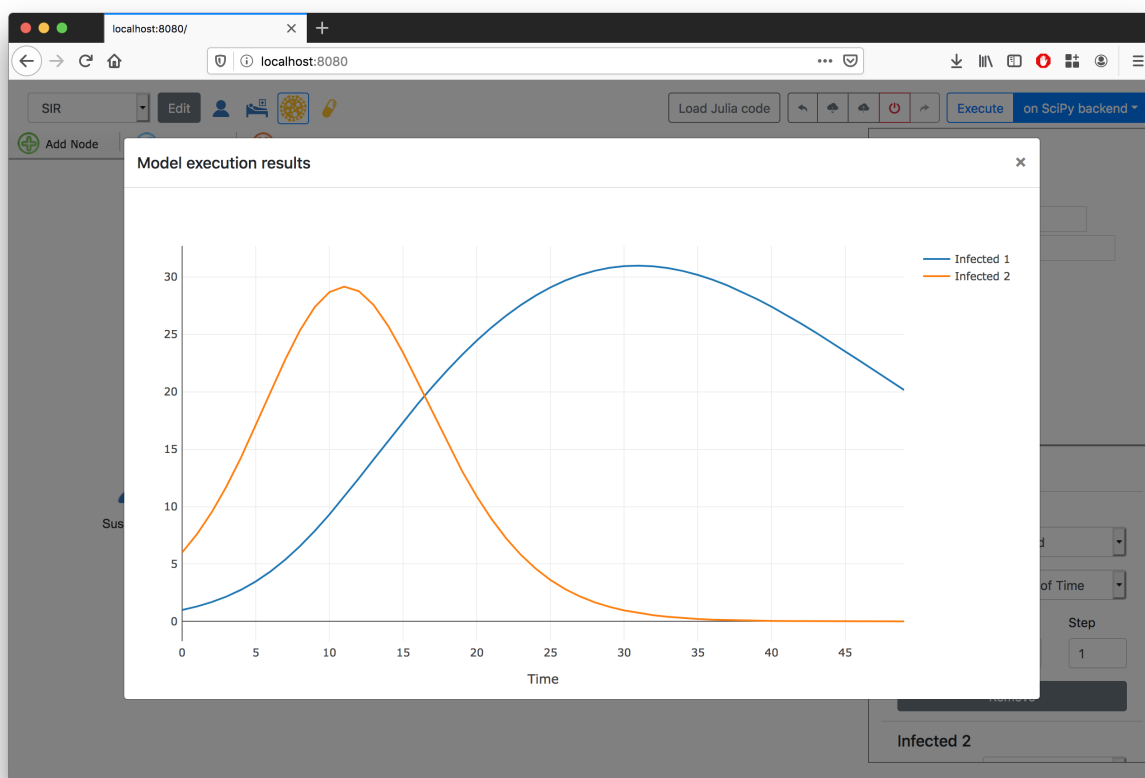 localhost:8080/
localhost:8080
SIR
Edit
Load Julia code
Execute
on SciPy backend
Add Node
Model execution results
×
30
25
20
15
10
5
0
0 5 10 15 20 25 30 35 40 45
Time
Infected 1
Infected 2
Sus
d
of Time
Step
1
Remove
Infected 2